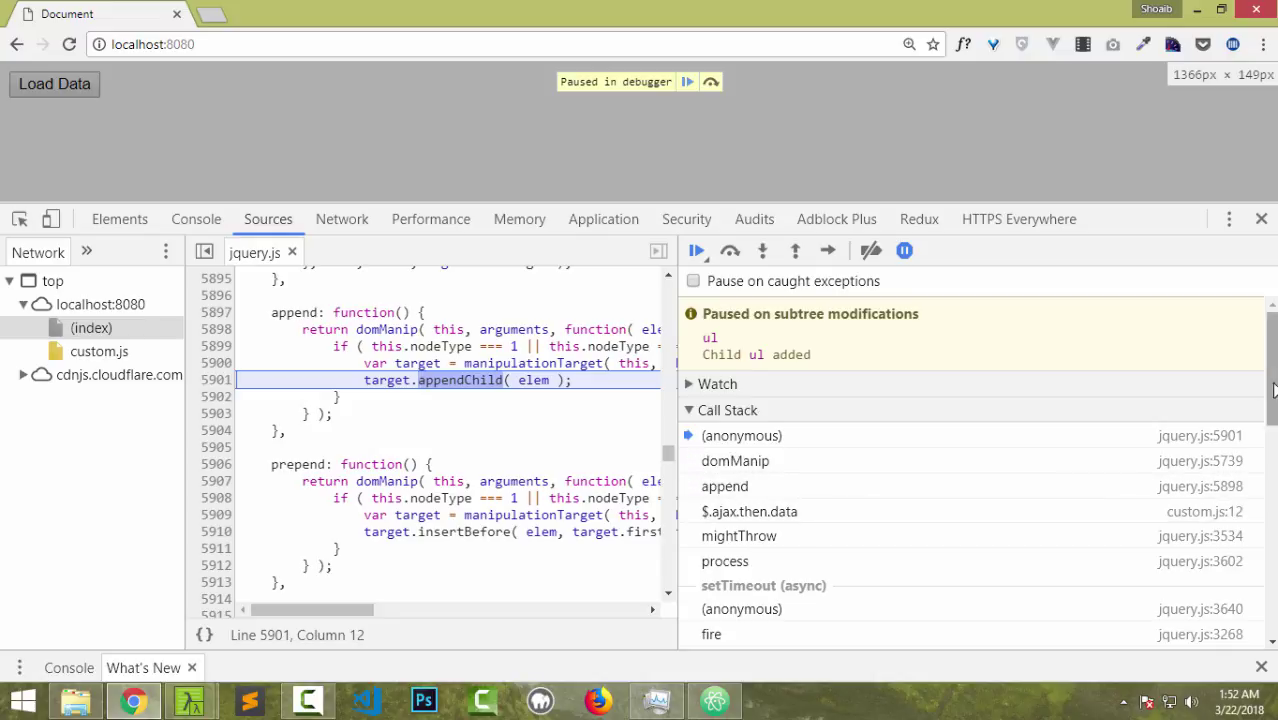 Document
Shoaib
localhost:8080
f?
Load Data
Paused in debugger
1366px × 149px
Elements Console Sources Network Performance Memory Application Security Audits Adblock Plus Redux HTTPS Everywhere
Network
jquery.js
top
localhost:8080
(index)
custom.js
cdnjs.cloudflare.com
5895 },
5896
5897 append: function() {
5898 return domManip( this, arguments, function( ele
5899 if ( this.nodeType === 1 || this.nodeType =
5900 var target = manipulationTarget( this,
5901 target.appendChild( elem );
5902 }
5903 } );
5904 },
5905
5906 prepend: function() {
5907 return domManip( this, arguments, function( ele
5908 if ( this.nodeType === 1 || this.nodeType =
5909 var target = manipulationTarget( this,
5910 target.insertBefore( elem, target.first
5911 }
5912 } );
5913 },
5914
5915
{} Line 5901, Column 12
Pause on caught exceptions
Paused on subtree modifications
ul
Child ul added
Watch
Call Stack
(anonymous) jquery.js:5901
domManip jquery.js:5739
append jquery.js:5898
$.ajax.then.data custom.js:12
mightThrow jquery.js:3534
process jquery.js:3602
setTimeout (async)
(anonymous) jquery.js:3640
fire jquery.js:3268
Console What's New
Ps
1:52 AM
3/22/2018